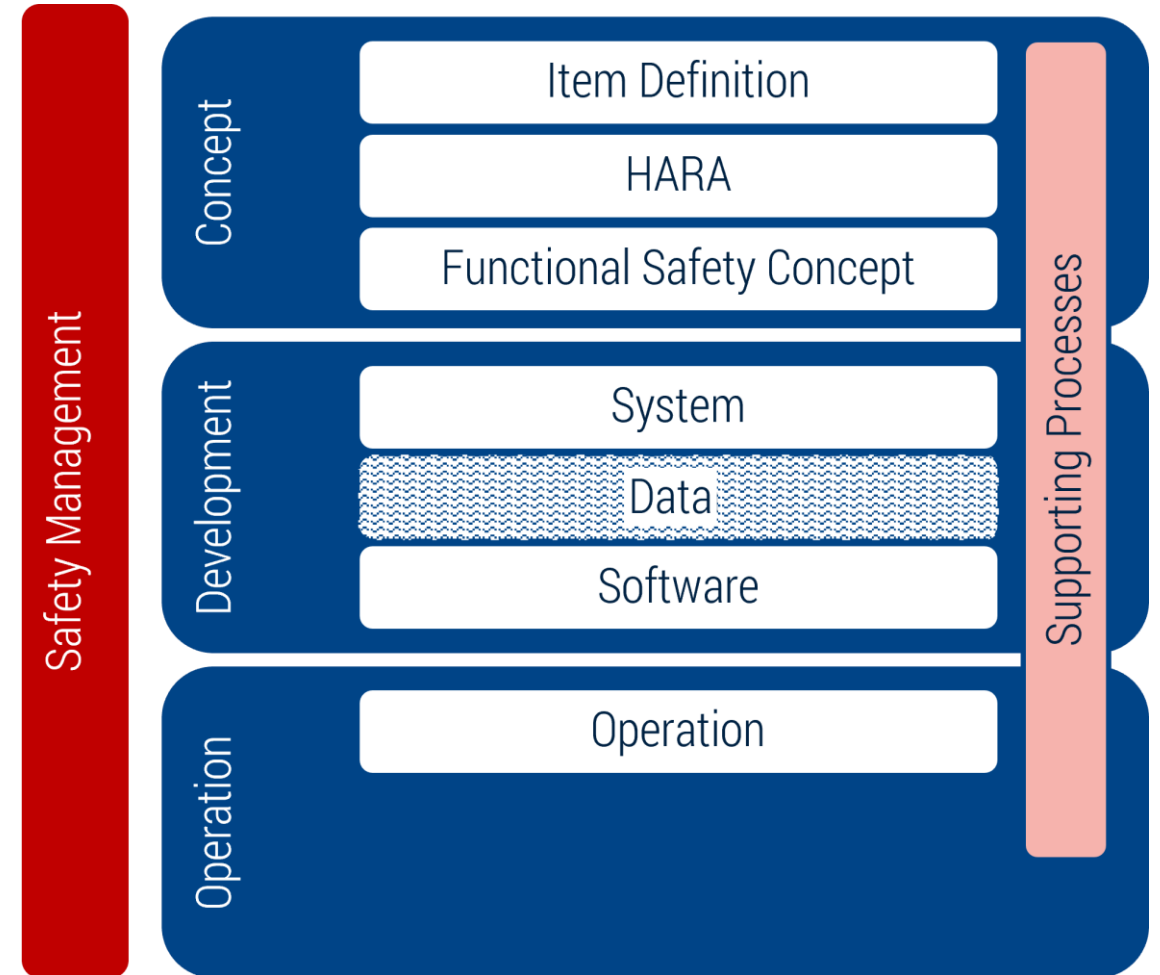 Safety Management
Concept
Item Definition
HARA
Functional Safety Concept
Development
System
Data
Software
Operation
Operation
Supporting Processes